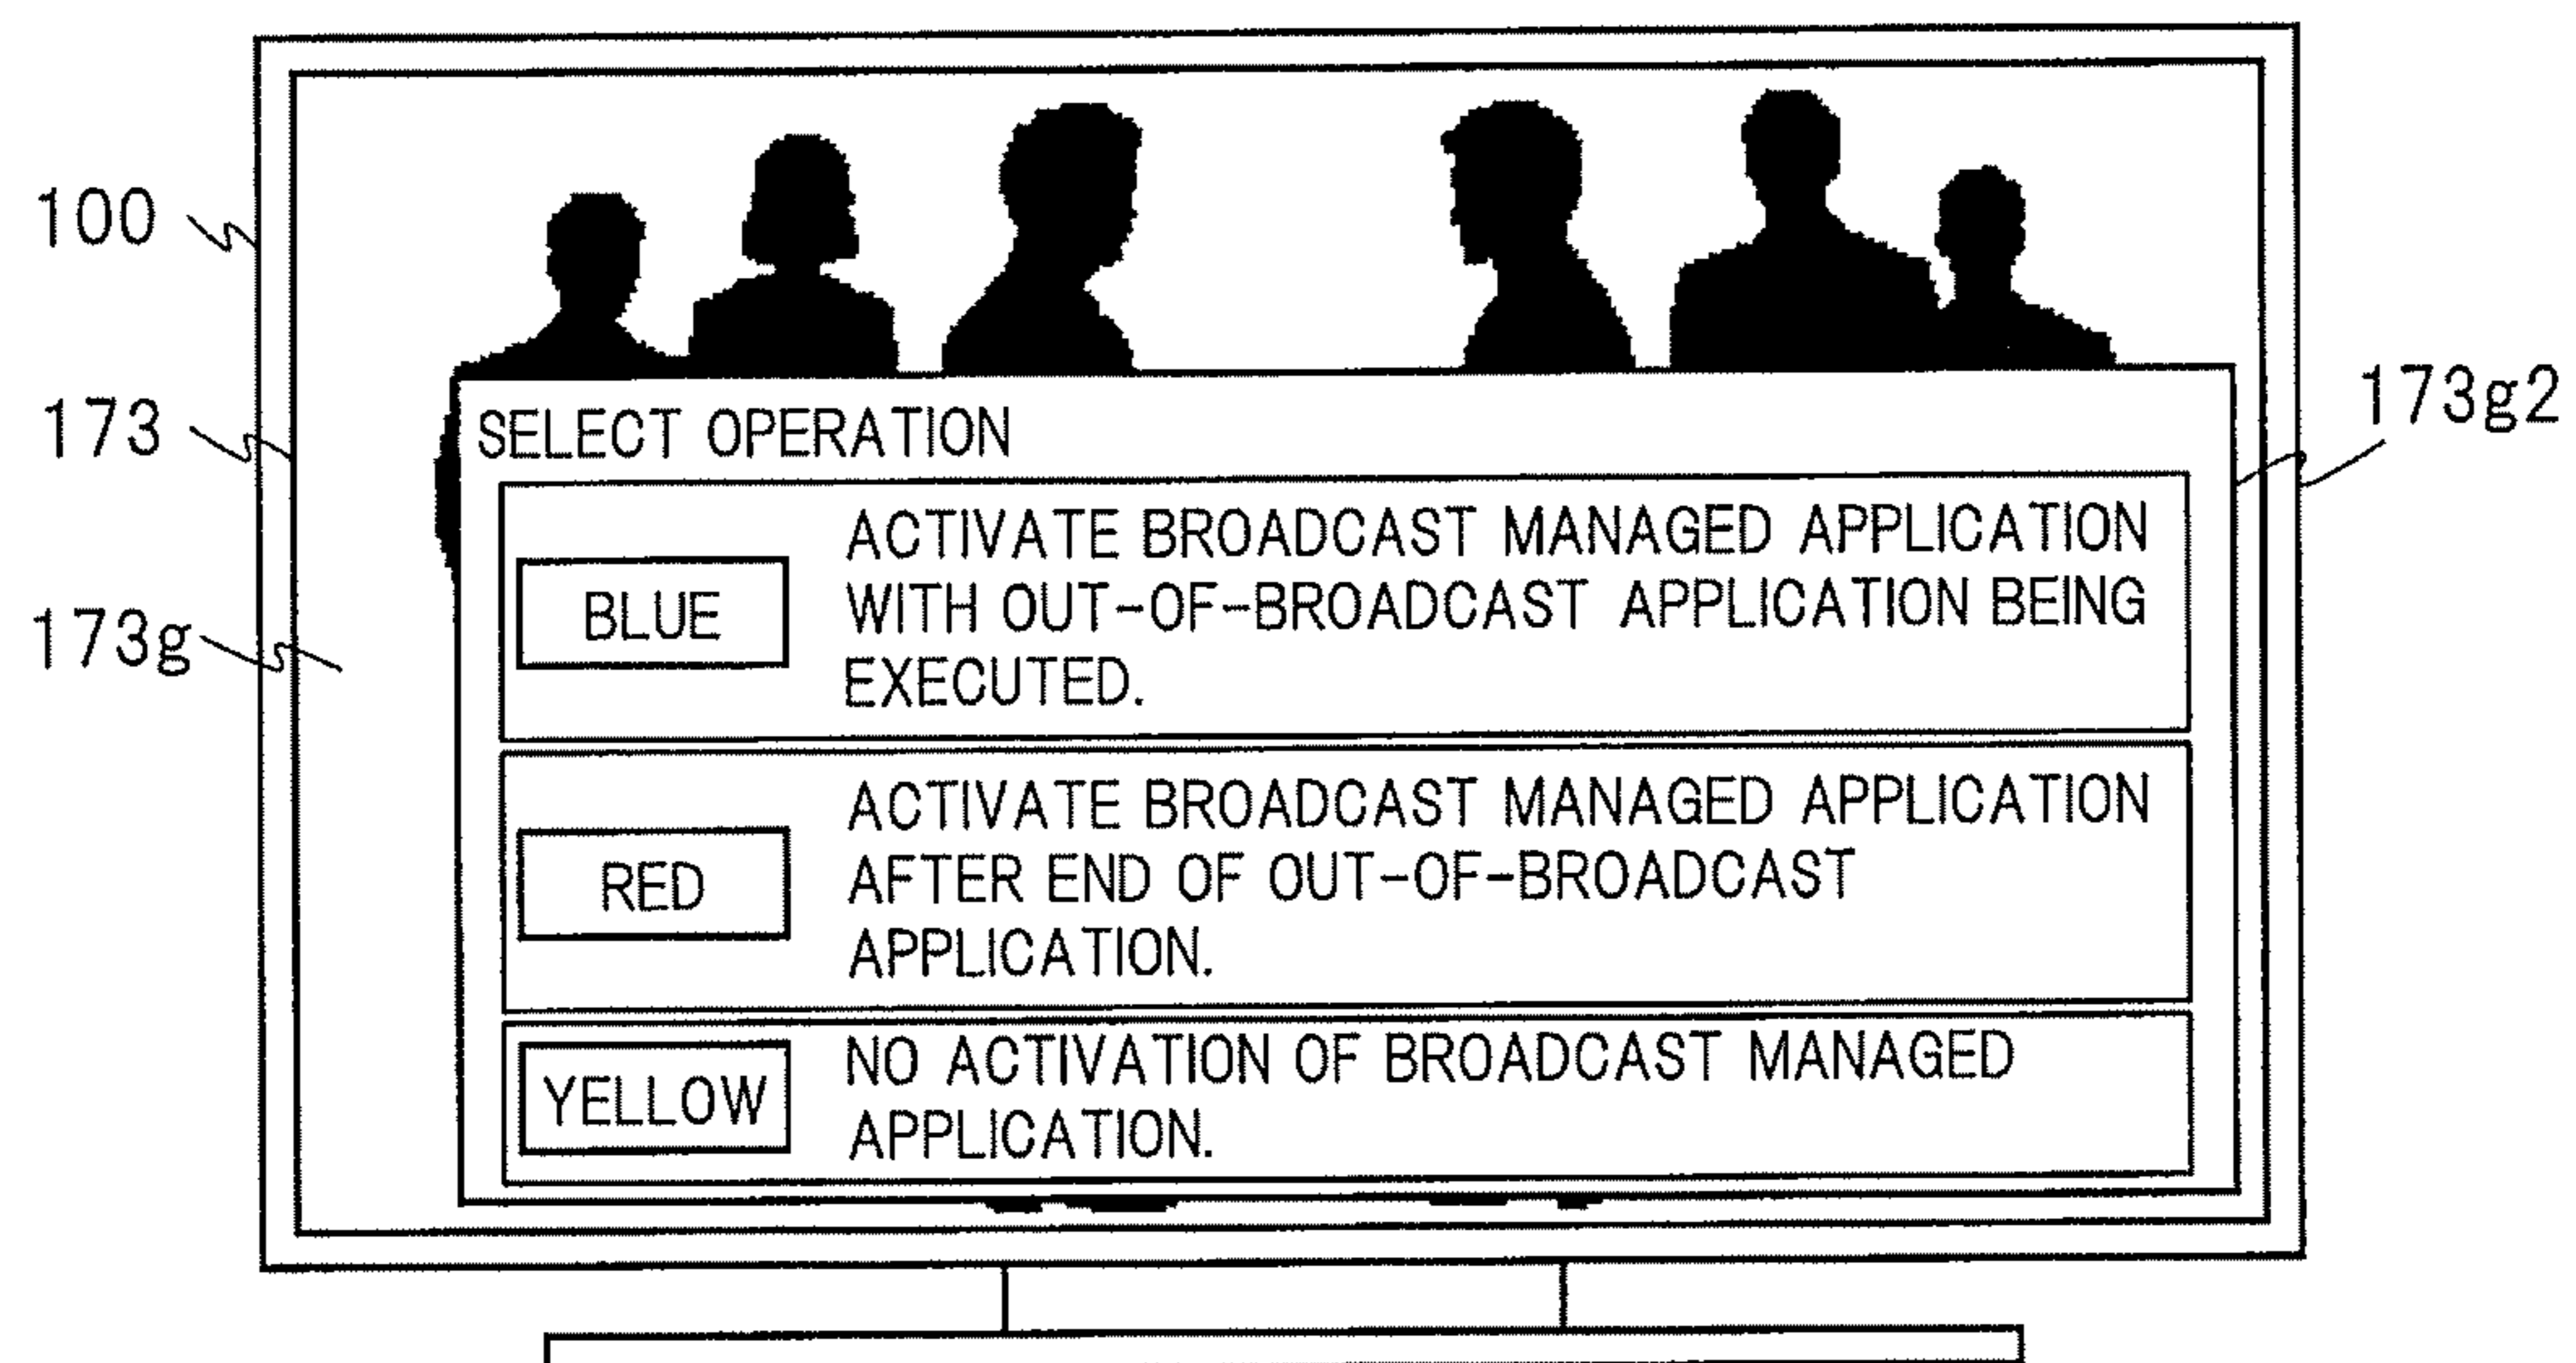 100
173
173g
173g2
SELECT OPERATION
BLUE
ACTIVATE BROADCAST MANAGED APPLICATION
WITH OUT-OF-BROADCAST APPLICATION BEING
EXECUTED.
RED
ACTIVATE BROADCAST MANAGED APPLICATION
AFTER END OF OUT-OF-BROADCAST
APPLICATION.
YELLOW
NO ACTIVATION OF BROADCAST MANAGED
APPLICATION.